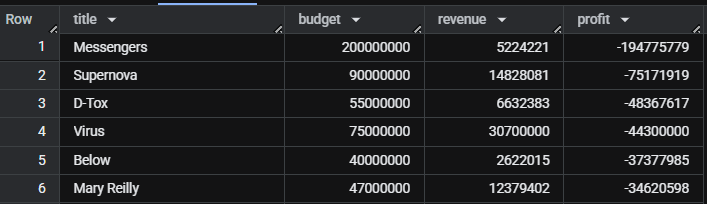 Row title budget revenue profit
1 Messengers 200000000 5224221 -194775779
2 Supernova 90000000 14828081 -75171919
3 D-Tox 55000000 6632383 -48367617
4 Virus 75000000 30700000 -44300000
5 Below 40000000 2622015 -37377985
6 Mary Reilly 47000000 12379402 -34620598